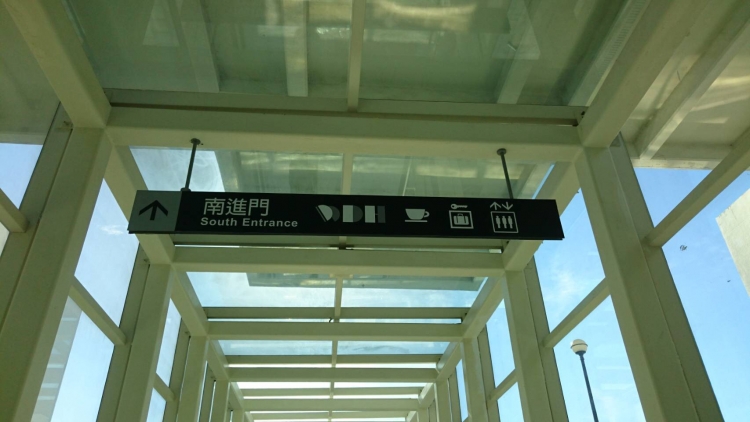 南進門
South Entrance